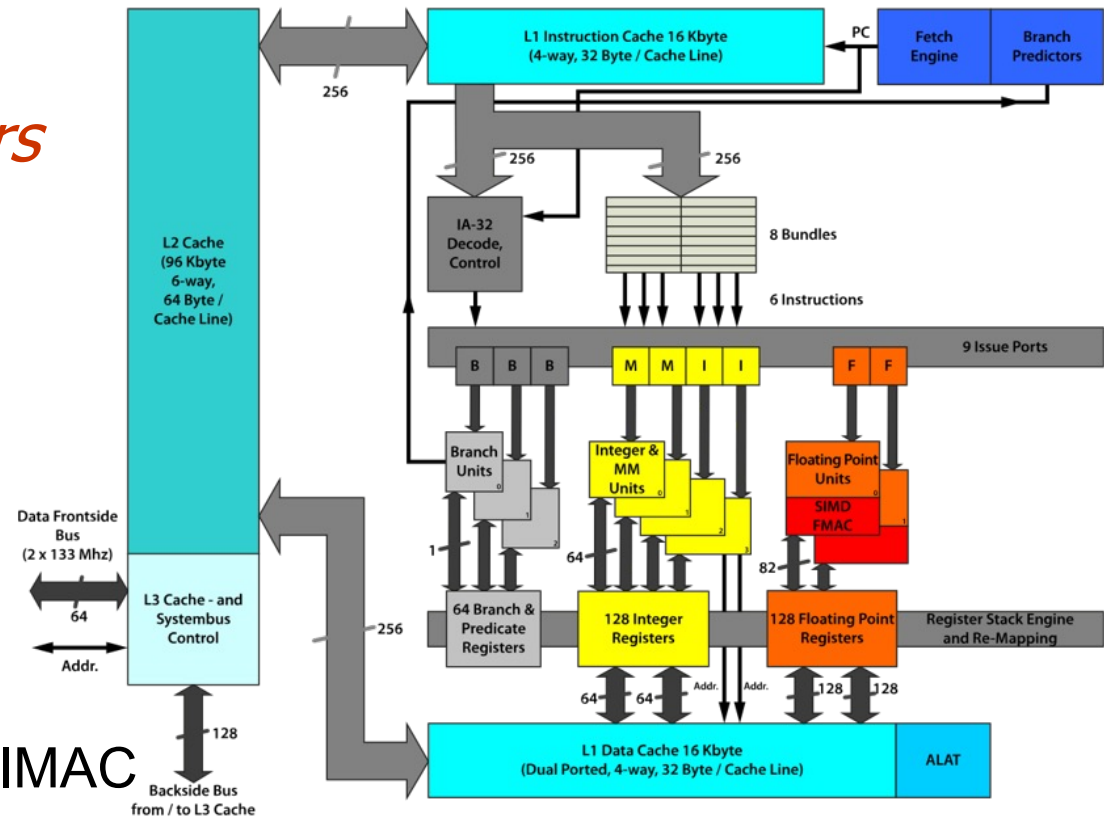 rs
L1 Instruction Cache 16 Kbyte
(4-way, 32 Byte / Cache Line)
PC
Fetch
Engine
Branch
Predictors
256
256
256
L2 Cache
(96 Kbyte
6-way,
64 Byte /
Cache Line)
IA-32
Decode,
Control
8 Bundles
6 Instructions
9 Issue Ports
B
B
B
M
M
I
I
F
F
Branch
Units
0
1
2
Integer &
MM
Units
0
1
2
3
Floating Point
Units
0
SIMD
FMAC
1
Data Frontside
Bus
(2 x 133 Mhz)
64
Addr.
L3 Cache - and
Systembus
Control
1
64
82
256
64 Branch &
Predicate
Registers
128 Integer
Registers
128 Floating Point
Registers
Register Stack Engine
and Re-Mapping
64
64
Addr.
Addr.
128
128
128
L1 Data Cache 16 Kbyte
(Dual Ported, 4-way, 32 Byte / Cache Line)
ALAT
IMAC
Backside Bus
from / to L3 Cache